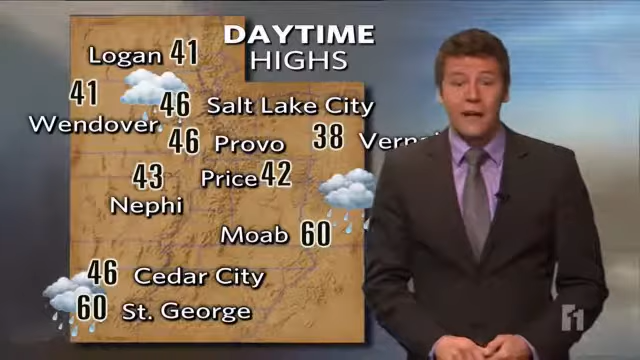 DAYTIME
HIGHS
Logan 41
41
Wendover
46 Salt Lake City
46 Provo
38
43
Nephi
Price 42
Moab 60
46 Cedar City
60 St. George